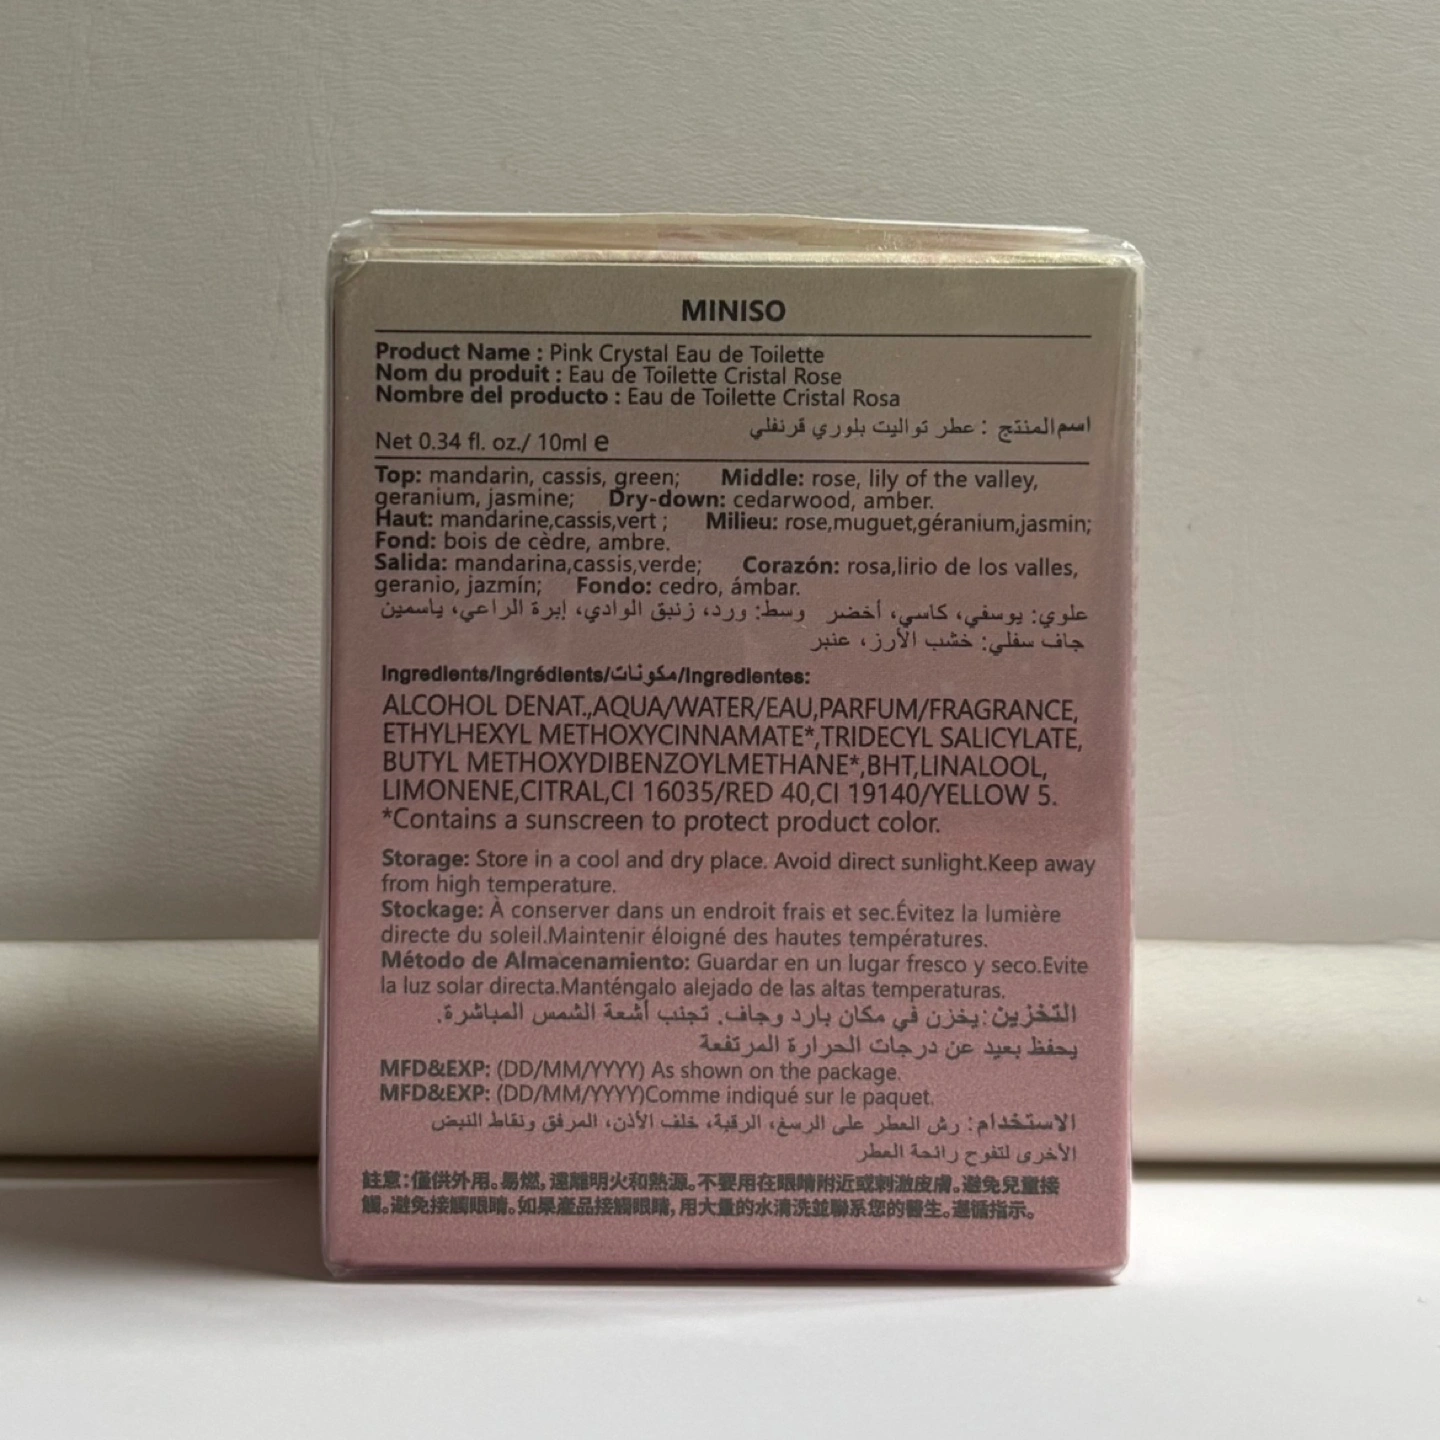 MINISO
Product Name : Pink Crystal Eau de Toilette
Nom du produit : Eau de Toilette Cristal Rose
Nombre del producto : Eau de Toilette Cristal Rosa
اسم المنتج : عطر تواليت بلوري قرنفلي
Net 0.34 fl. oz./ 10ml e
Top: mandarin, cassis, green; Middle: rose, lily of the valley,
geranium, jasmine; Dry-down: cedarwood, amber.
Haut: mandarine,cassis,vert ; Milieu: rose,muguet,géranium,jasmin;
Fond: bois de cèdre, ambre.
Salida: mandarina,cassis,verde; Corazón: rosa,lirio de los valles,
geranio, jazmín; Fondo: cedro, ámbar.
علوي: يوسفي، كاسي، أخضر وسط: ورد، زنبق الوادي، إبرة الراعي، ياسمين
جاف سفلي: خشب الأرز، عنبر
Ingredients/Ingrédients/مكونات/Ingredientes:
ALCOHOL DENAT.,AQUA/WATER/EAU,PARFUM/FRAGRANCE,
ETHYLHEXYL METHOXYCINNAMATE*,TRIDECYL SALICYLATE,
BUTYL METHOXYDIBENZOYLMETHANE*,BHT,LINALOOL,
LIMONENE,CITRAL,CI 16035/RED 40,CI 19140/YELLOW 5.
*Contains a sunscreen to protect product color.
Storage: Store in a cool and dry place. Avoid direct sunlight.Keep away
from high temperature.
Stockage: À conserver dans un endroit frais et sec.Évitez la lumière
directe du soleil.Maintenir éloigné des hautes températures.
Método de Almacenamiento: Guardar en un lugar fresco y seco.Evite
la luz solar directa.Manténgalo alejado de las altas temperaturas.
التخزين:يخزن في مكان بارد وجاف. تجنب أشعة الشمس المباشرة.
يحفظ بعيد عن درجات الحرارة المرتفعة
MFD&EXP: (DD/MM/YYYY) As shown on the package.
MFD&EXP: (DD/MM/YYYY)Comme indiqué sur le paquet.
الاستخدام: رش العطر على الرسغ، الرقبة، خلف الأذن، المرفق ونقاط النبض
الأخرى لتفوح رائحة العطر
註意:僅供外用。易燃,遠離明火和熱源。不要用在眼睛附近或刺激皮膚。避免兒童接
觸。避免接觸眼睛。如果產品接觸眼睛,用大量的水清洗並聯系您的醫生。遵循指示。